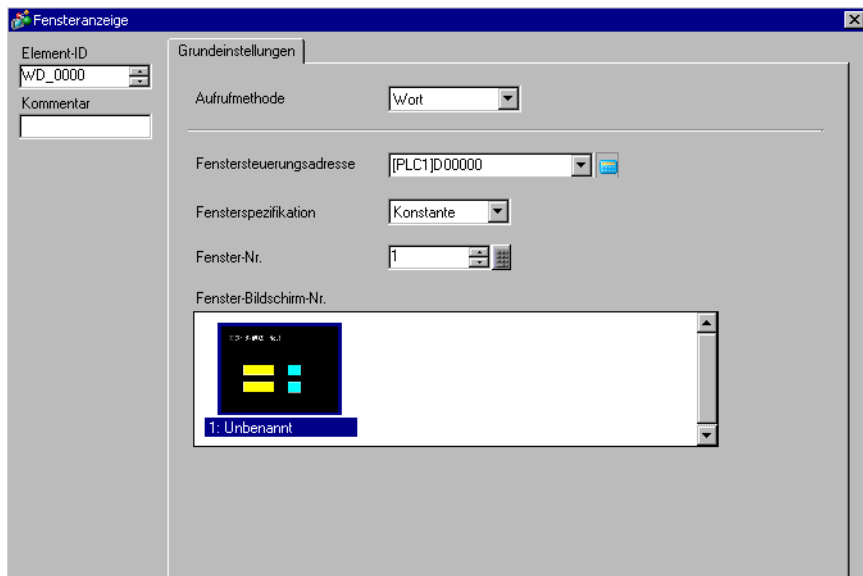 Fensteranzeige
Element-ID
WD_0000
Kommentar
Grundeinstellungen
Aufrufmethode
Wort
Fenstersteuerungsadresse
[PLC1]D00000
Fensterspezifikation
Konstante
Fenster-Nr.
1
Fenster-Bildschirm-Nr.
1: Unbenannt